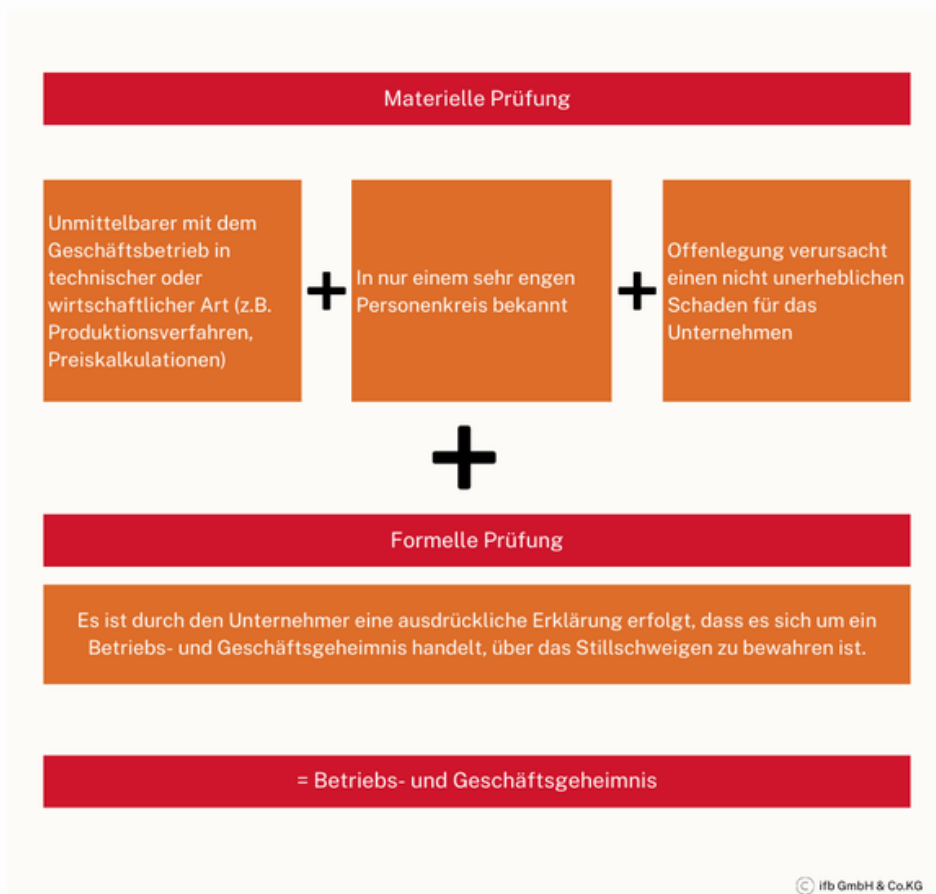 Materielle Prüfung
Unmittelbarer mit dem
Geschäftsbetrieb in
technischer oder
wirtschaftlicher Art (z.B.
Produktionsverfahren,
Preiskalkulationen)
In nur einem sehr engen
Personenkreis bekannt
Offenlegung verursacht
einen nicht unerheblichen
Schaden für das
Unternehmen
Formelle Prüfung
Es ist durch den Unternehmer eine ausdrückliche Erklärung erfolgt, dass es sich um ein
Betriebs- und Geschäftsgeheimnis handelt, über das Stillschweigen zu bewahren ist.
= Betriebs- und Geschäftsgeheimnis
© ifb GmbH & Co.KG